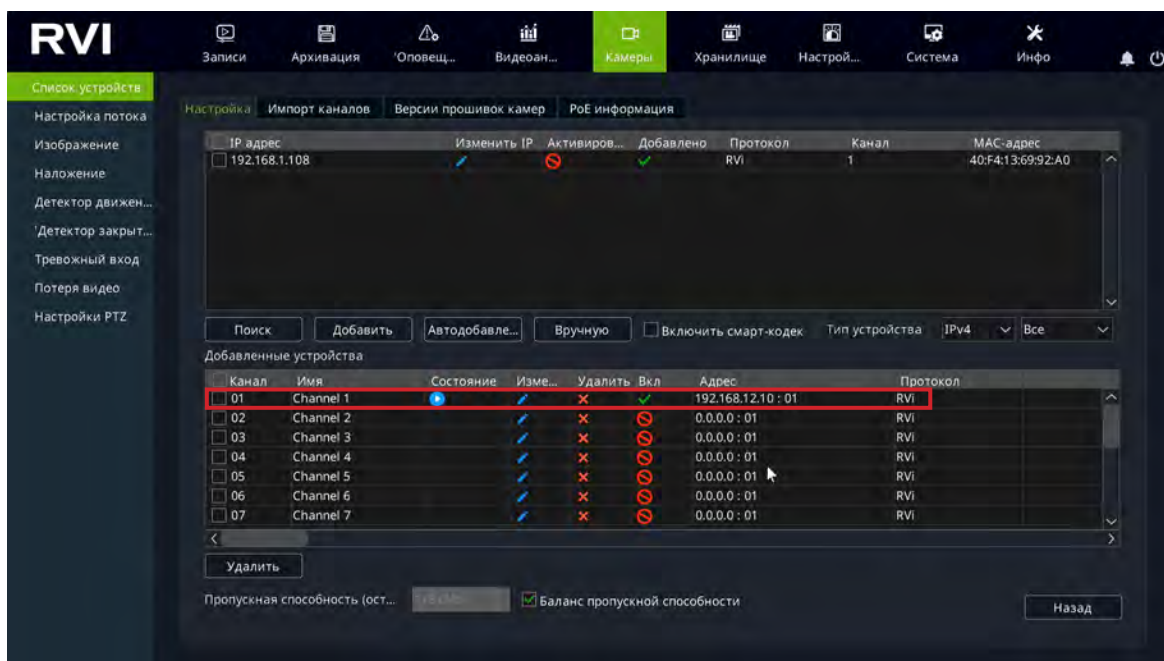 RVI
Записи Архивация 'Оповещ... Видеоан... Камеры Хранилище Настрой... Система Инфо
Список устройств
Настройка потока
Изображение
Наложение
Детектор движен...
'Детектор закрыт...
Тревожный вход
Потеря видео
Настройки PTZ
Настройка Импорт каналов Версии прошивок камер PoE информация
IP адрес Изменить IP Активиров... Добавлено Протокол Канал MAC-адрес
192.168.1.108 RVi 1 40:F4:13:69:92:A0
Поиск Добавить Автодобавле... Вручную Включить смарт-кодек Тип устройства IPv4 Все
Добавленные устройства
Канал Имя Состояние Изме... Удалить Вкл Адрес Протокол
01 Channel 1 192.168.12.10 : 01 RVi
02 Channel 2 0.0.0.0 : 01 RVi
03 Channel 3 0.0.0.0 : 01 RVi
04 Channel 4 0.0.0.0 : 01 RVi
05 Channel 5 0.0.0.0 : 01 RVi
06 Channel 6 0.0.0.0 : 01 RVi
07 Channel 7 0.0.0.0 : 01 RVi
Удалить
Пропускная способность (ост... Баланс пропускной способности
Назад